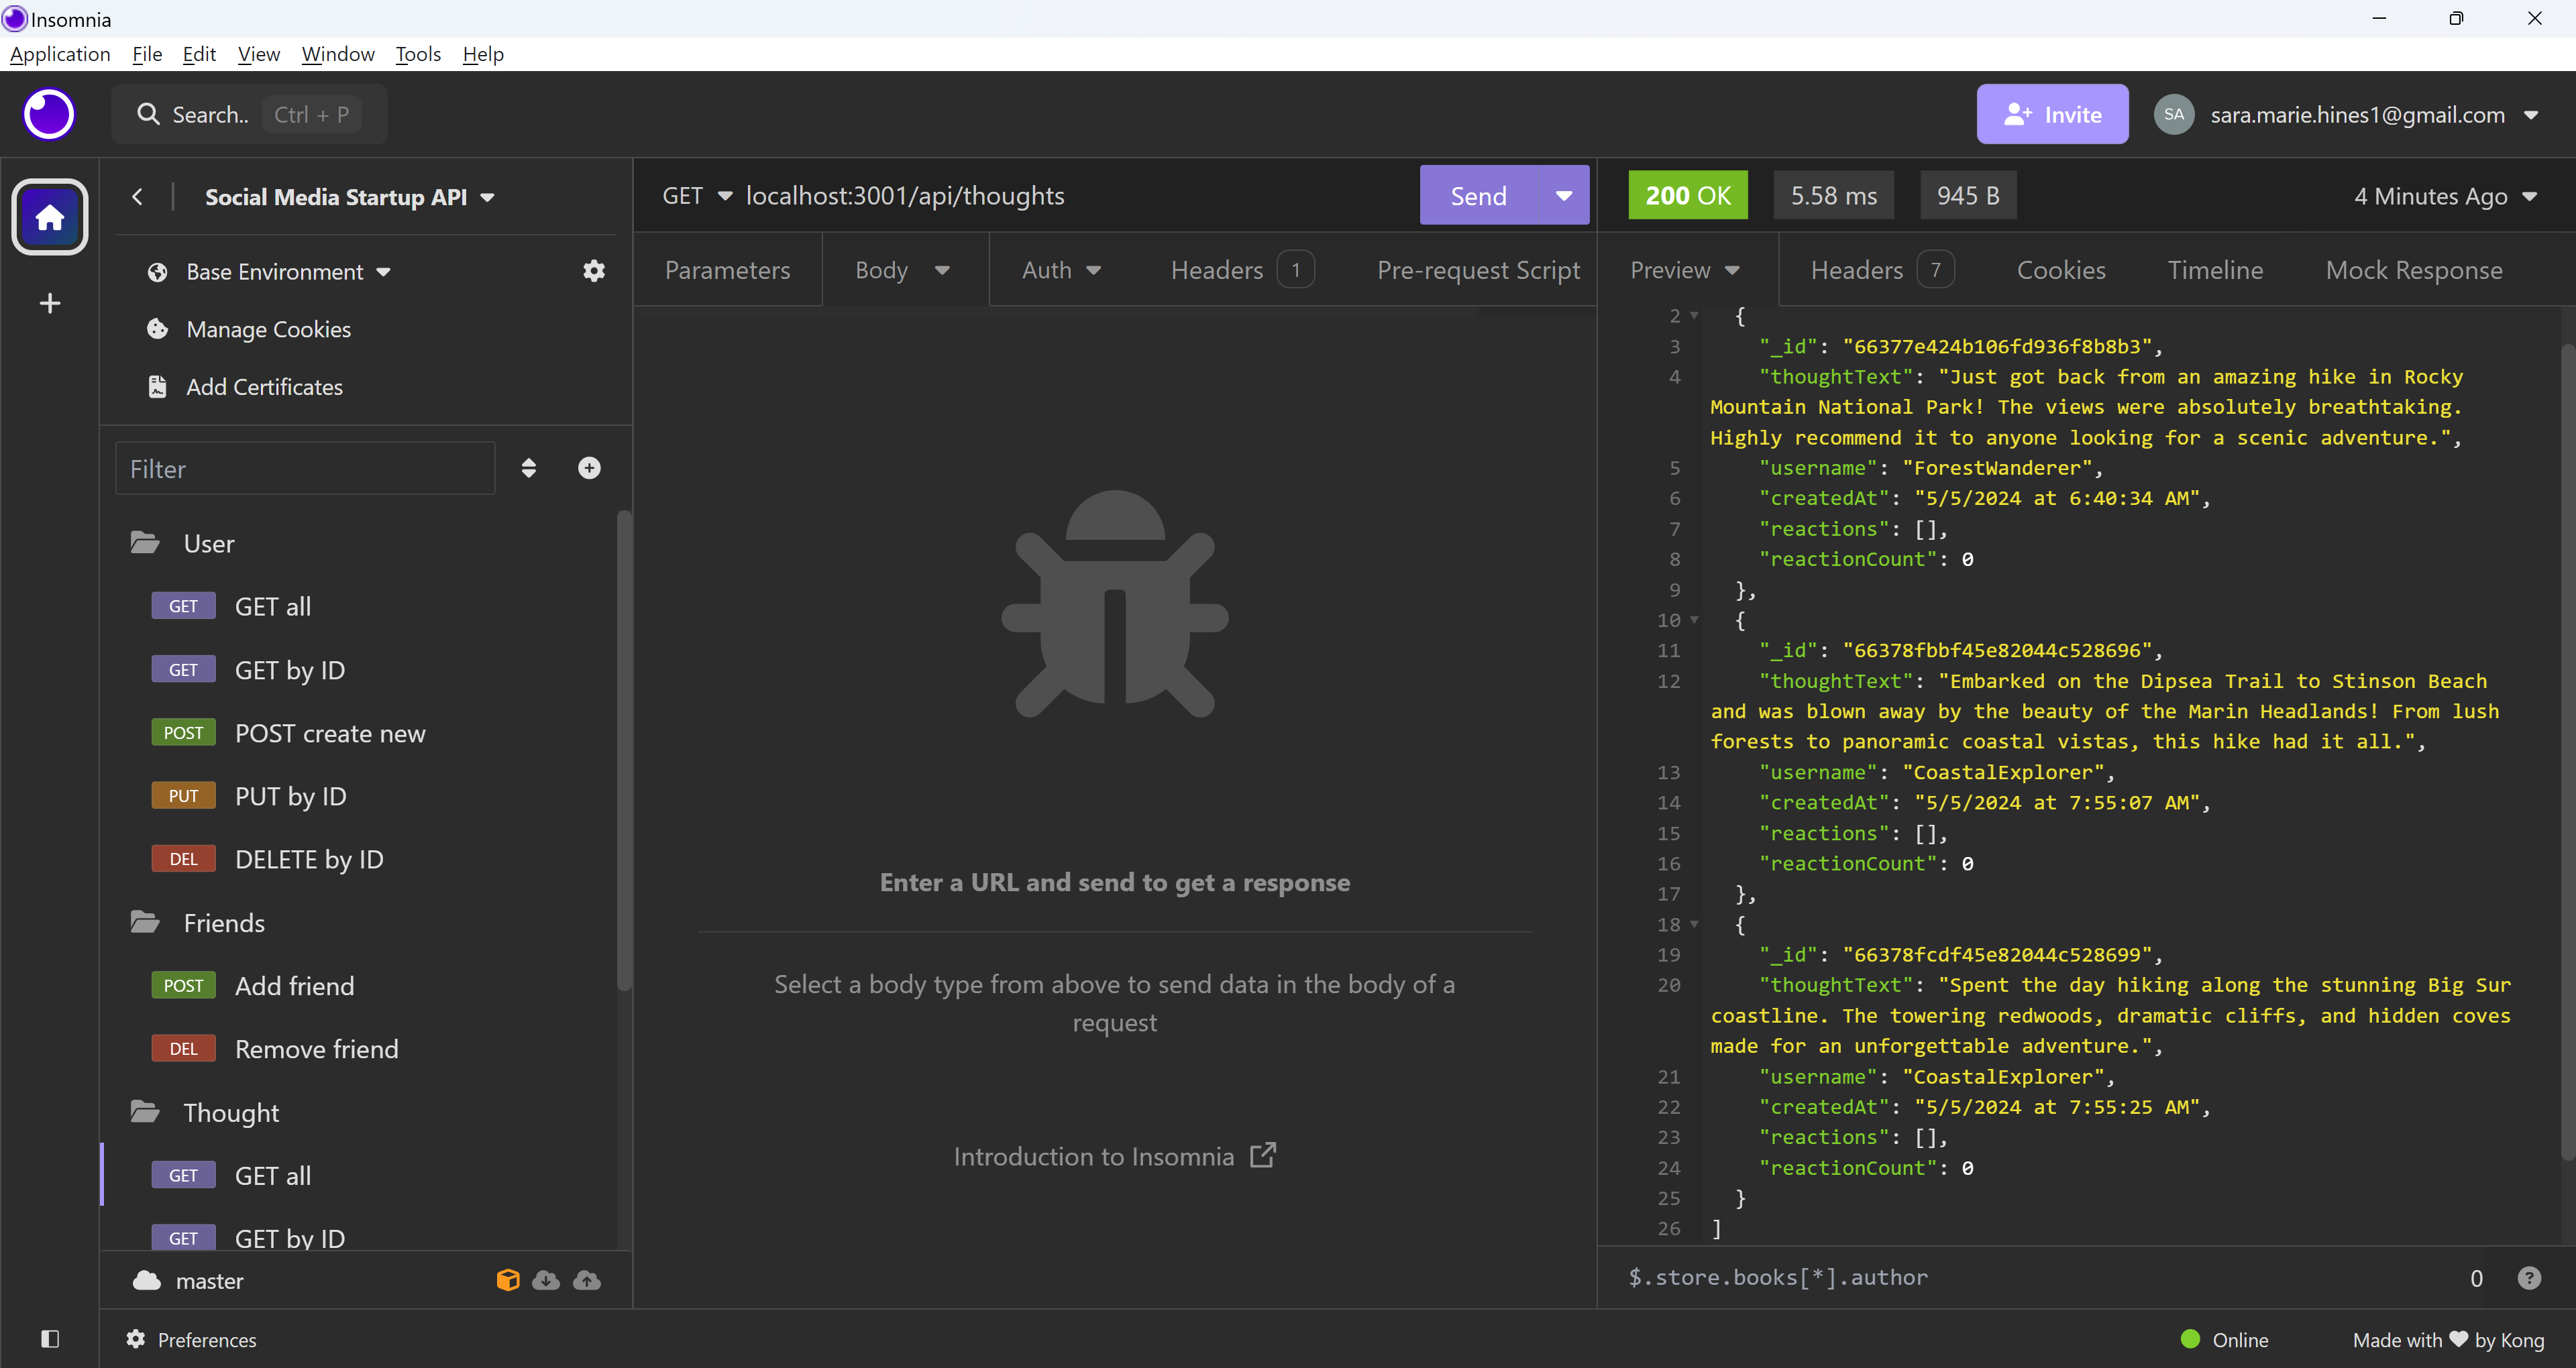 Insomnia
Application File Edit View Window Tools Help
Search.. Ctrl + P
Invite
SA sara.marie.hines1@gmail.com
Social Media Startup API
Base Environment
Manage Cookies
Add Certificates
Filter
User
GET GET all
GET GET by ID
POST POST create new
PUT PUT by ID
DEL DELETE by ID
Friends
POST Add friend
DEL Remove friend
Thought
GET GET all
GET GET by ID
master
GET localhost:3001/api/thoughts Send
Parameters Body Auth Headers 1 Pre-request Script
Enter a URL and send to get a response
Select a body type from above to send data in the body of a
request
Introduction to Insomnia
200 OK 5.58 ms 945 B 4 Minutes Ago
Preview Headers 7 Cookies Timeline Mock Response
2 {
3 "_id": "66377e424b106fd936f8b8b3",
4 "thoughtText": "Just got back from an amazing hike in Rocky
Mountain National Park! The views were absolutely breathtaking.
Highly recommend it to anyone looking for a scenic adventure.",
5 "username": "ForestWanderer",
6 "createdAt": "5/5/2024 at 6:40:34 AM",
7 "reactions": [],
8 "reactionCount": 0
9 },
10 {
11 "_id": "66378fbbf45e82044c528696",
12 "thoughtText": "Embarked on the Dipsea Trail to Stinson Beach
and was blown away by the beauty of the Marin Headlands! From lush
forests to panoramic coastal vistas, this hike had it all.",
13 "username": "CoastalExplorer",
14 "createdAt": "5/5/2024 at 7:55:07 AM",
15 "reactions": [],
16 "reactionCount": 0
17 },
18 {
19 "_id": "66378fcdf45e82044c528699",
20 "thoughtText": "Spent the day hiking along the stunning Big Sur
coastline. The towering redwoods, dramatic cliffs, and hidden coves
made for an unforgettable adventure.",
21 "username": "CoastalExplorer",
22 "createdAt": "5/5/2024 at 7:55:25 AM",
23 "reactions": [],
24 "reactionCount": 0
25 }
26 ]
$.store.books[*].author 0 ?
Preferences
Online Made with ❤ by Kong